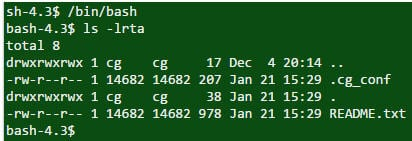 sh-4.3$ /bin/bash
bash-4.3$ ls -lrta
total 8
drwxrwxrwx 1 cg    cg     17 Dec  4 20:14 ..
-rw-r--r-- 1 14682 14682 207 Jan 21 15:29 .cg_conf
drwxrwxrwx 1 cg    cg     38 Jan 21 15:29 .
-rw-r--r-- 1 14682 14682 978 Jan 21 15:29 README.txt
bash-4.3$